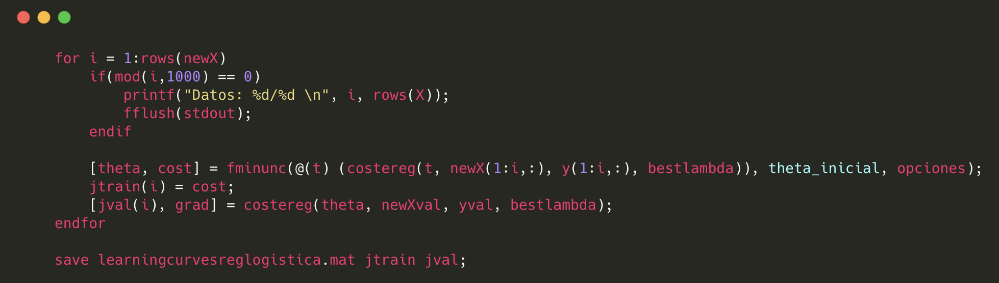 for i = 1:rows(newX)
if(mod(i,1000) == 0)
printf("Datos: %d/%d \n", i, rows(X));
fflush(stdout);
endif
[theta, cost] = fminunc(@(t) (costereg(t, newX(1:i,:), y(1:i,:), bestlambda)), theta_inicial, opciones);
jtrain(i) = cost;
[jval(i), grad] = costereg(theta, newXval, yval, bestlambda);
endfor
save learningcurvesreglogistica.mat jtrain jval;